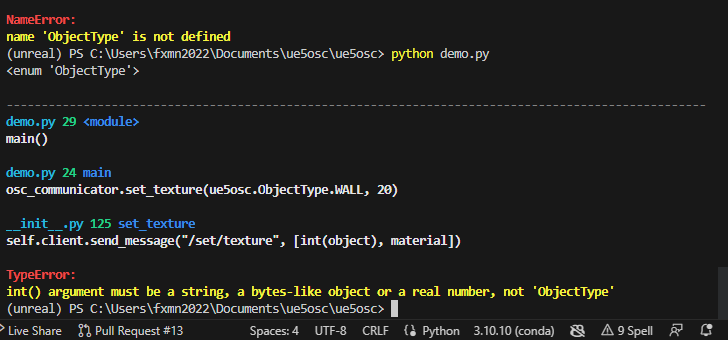 NameError:
name 'ObjectType' is not defined
(unreal) PS C:\Users\fxmn2022\Documents\ue5osc\ue5osc> python demo.py
<enum 'ObjectType'>
----------------------------------------------------------------------------------------------------
demo.py 29 <module>
main()
demo.py 24 main
osc_communicator.set_texture(ue5osc.ObjectType.WALL, 20)
__init__.py 125 set_texture
self.client.send_message("/set/texture", [int(object), material])
TypeError:
int() argument must be a string, a bytes-like object or a real number, not 'ObjectType'
(unreal) PS C:\Users\fxmn2022\Documents\ue5osc\ue5osc>
Live Share Pull Request #13 Spaces: 4 UTF-8 CRLF Python 3.10.10 (conda) 9 Spell